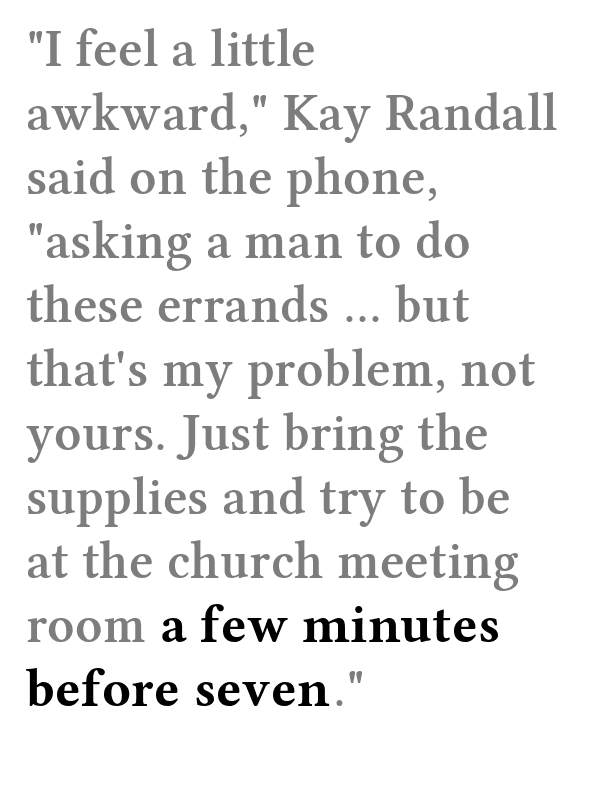 "I feel a little
awkward," Kay Randall
said on the phone,
"asking a man to do
these errands ... but
that's my problem, not
yours. Just bring the
supplies and try to be
at the church meeting
room a few minutes
before seven."